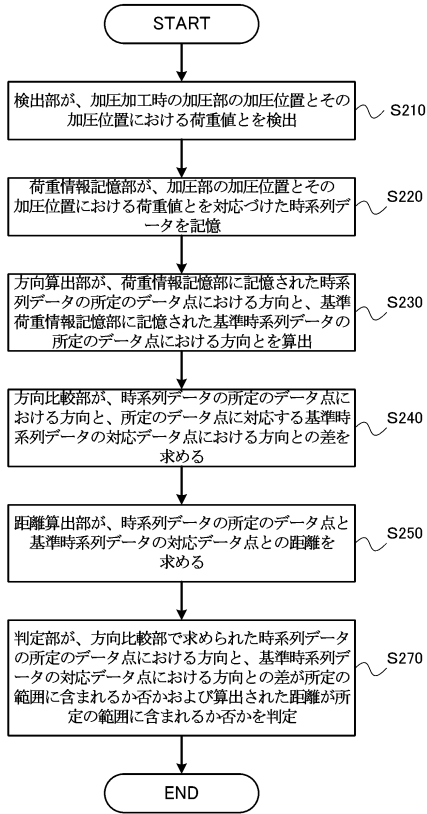 START
検出部が、加圧加工時の加圧部の加圧位置とその
加圧位置における荷重値とを検出
S210
荷重情報記憶部が、加圧部の加圧位置とその
加圧位置における荷重値とを対応づけた時系列デ
ータを記憶
S220
方向算出部が、荷重情報記憶部に記憶された時系
列データの所定のデータ点における方向と、基準
荷重情報記憶部に記憶された基準時系列データの
所定のデータ点における方向とを算出
S230
方向比較部が、時系列データの所定のデータ点に
おける方向と、所定のデータ点に対応する基準時
系列データの対応データ点における方向との差を
求める
S240
距離算出部が、時系列データの所定のデータ点と
基準時系列データの対応データ点との距離を
求める
S250
判定部が、方向比較部で求められた時系列データ
の所定のデータ点における方向と、基準時系列デ
ータの対応データ点における方向との差が所定の
範囲に含まれるか否かおよび算出された距離が所
定の範囲に含まれるか否かを判定
S270
END